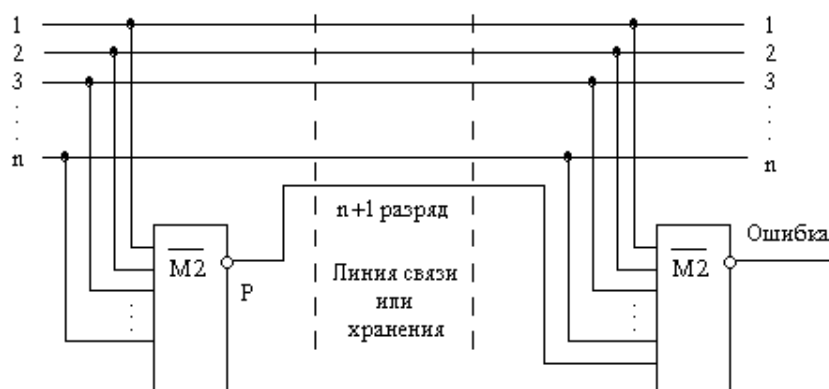 1 1
2 2
3 3
n n
n+1 разряд
Ошибка
M2 M2
P
Линия связи
или
хранения